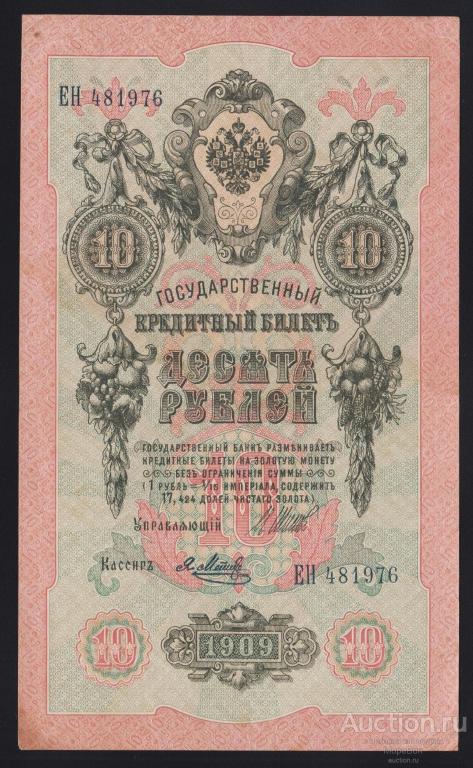 ЕН 481976
10 10
ГОСУДАРСТВЕННЫЙ
КРЕДИТНЫЙ БИЛЕТЪ
ДЕСЯТЬ
РУБЛЕЙ
ГОСУДАРСТВЕННЫЙ БАНКЪ РАЗМѢНИВАЕТЪ
КРЕДИТНЫЕ БИЛЕТЫ НА ЗОЛОТУЮ МОНЕТУ
БЕЗЪ ОГРАНИЧЕНІЯ СУММЫ
(1 РУБЛЬ = 1/15 ИМПЕРІАЛА, СОДЕРЖИТЪ
17,424 ДОЛЕЙ ЧИСТАГО ЗОЛОТА)
10
УПРАВЛЯЮЩІЙ
КАССИРЪ
ЕН 481976
10 1909 10
Auction.ru